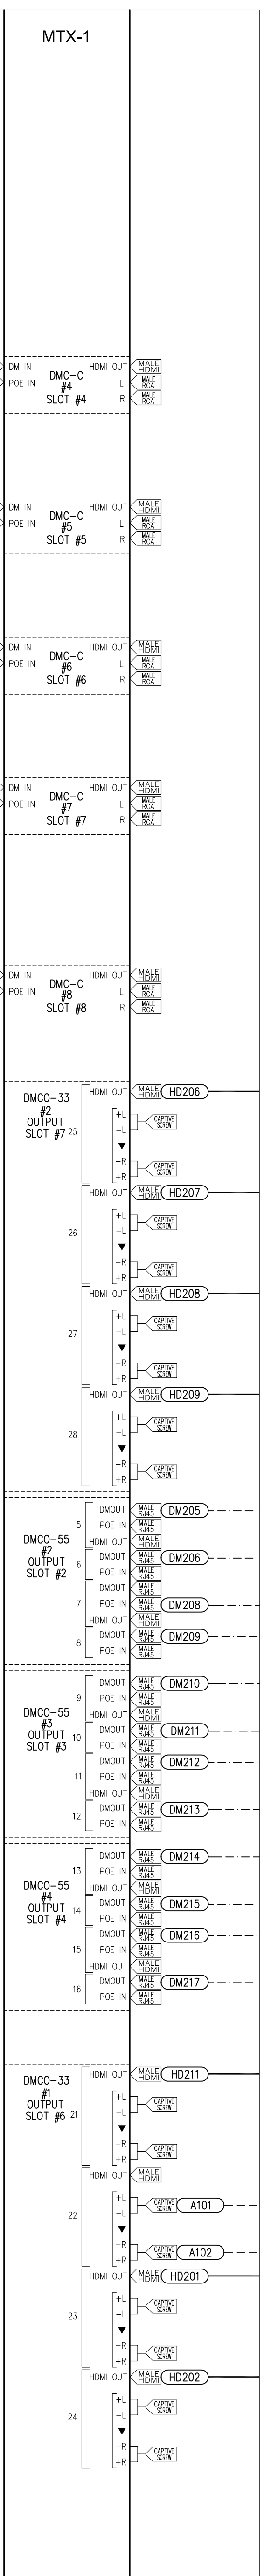 MTX-1
DM IN HDMI OUT MALE HDMI
DMC-C
POE IN #4 L MALE RCA
SLOT #4 R MALE RCA
DM IN HDMI OUT MALE HDMI
DMC-C
POE IN #5 L MALE RCA
SLOT #5 R MALE RCA
DM IN HDMI OUT MALE HDMI
DMC-C
POE IN #6 L MALE RCA
SLOT #6 R MALE RCA
DM IN HDMI OUT MALE HDMI
DMC-C
POE IN #7 L MALE RCA
SLOT #7 R MALE RCA
DM IN HDMI OUT MALE HDMI
DMC-C
POE IN #8 L MALE RCA
SLOT #8 R MALE RCA
DMCO-33
#2
OUTPUT
SLOT #7
25
HDMI OUT MALE HDMI HD206
+L
-L
CAPTIVE SCREW
-R
+R
CAPTIVE SCREW
26
HDMI OUT MALE HDMI HD207
+L
-L
CAPTIVE SCREW
-R
+R
CAPTIVE SCREW
27
HDMI OUT MALE HDMI HD208
+L
-L
CAPTIVE SCREW
-R
+R
CAPTIVE SCREW
28
HDMI OUT MALE HDMI HD209
+L
-L
CAPTIVE SCREW
-R
+R
CAPTIVE SCREW
DMCO-55
#2
OUTPUT
SLOT #2
5
DMOUT MALE RJ45 DM205
POE IN MALE RJ45
HDMI OUT MALE HDMI
6
DMOUT MALE RJ45 DM206
POE IN MALE RJ45
7
DMOUT MALE RJ45
POE IN MALE RJ45 DM208
HDMI OUT MALE HDMI
8
DMOUT MALE RJ45 DM209
POE IN MALE RJ45
DMCO-55
#3
OUTPUT
SLOT #3
9
DMOUT MALE RJ45 DM210
POE IN MALE RJ45
HDMI OUT MALE HDMI
10
DMOUT MALE RJ45 DM211
POE IN MALE RJ45
11
DMOUT MALE RJ45 DM212
POE IN MALE RJ45
HDMI OUT MALE HDMI
12
DMOUT MALE RJ45 DM213
POE IN MALE RJ45
DMCO-55
#4
OUTPUT
SLOT #4
13
DMOUT MALE RJ45 DM214
POE IN MALE RJ45
HDMI OUT MALE HDMI
14
DMOUT MALE RJ45 DM215
POE IN MALE RJ45
15
DMOUT MALE RJ45 DM216
POE IN MALE RJ45
HDMI OUT MALE HDMI
16
DMOUT MALE RJ45 DM217
POE IN MALE RJ45
DMCO-33
#1
OUTPUT
SLOT #6
21
HDMI OUT MALE HDMI HD211
+L
-L
CAPTIVE SCREW
-R
+R
CAPTIVE SCREW
22
HDMI OUT MALE HDMI
+L
-L
CAPTIVE SCREW A101
-R
+R
CAPTIVE SCREW A102
23
HDMI OUT MALE HDMI HD201
+L
-L
CAPTIVE SCREW
-R
+R
CAPTIVE SCREW
24
HDMI OUT MALE HDMI HD202
+L
-L
CAPTIVE SCREW
-R
+R
CAPTIVE SCREW